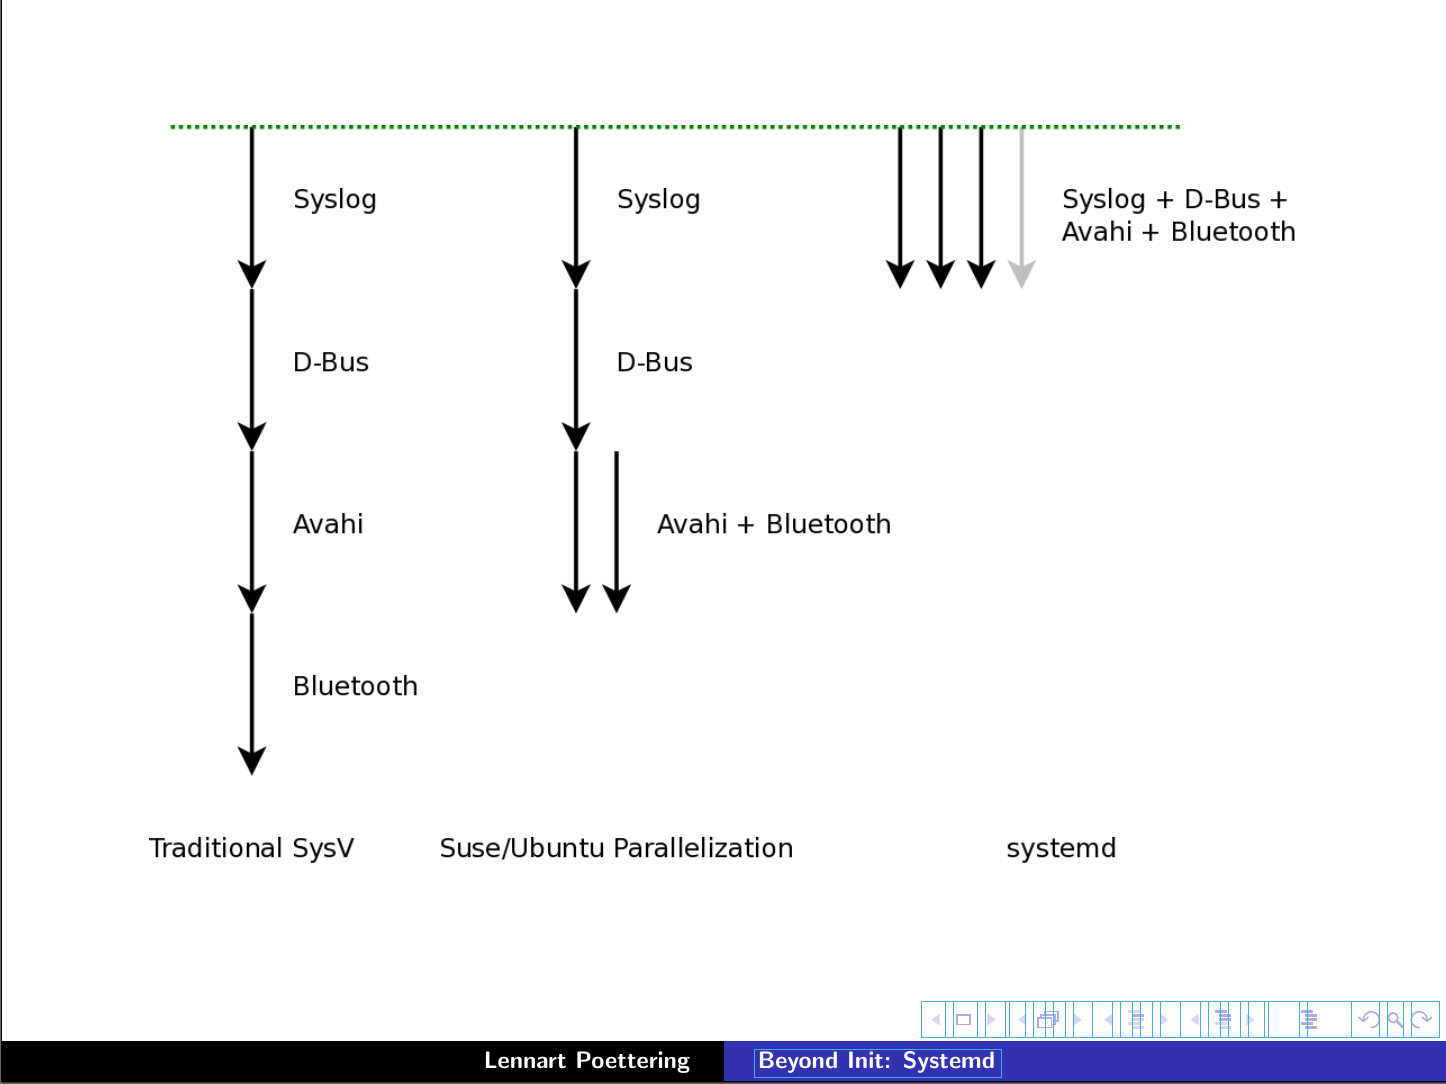 Syslog
Syslog
Syslog + D-Bus +
Avahi + Bluetooth
D-Bus
D-Bus
Avahi
Avahi + Bluetooth
Bluetooth
Traditional SysV
Suse/Ubuntu Parallelization
systemd
Lennart Poettering
Beyond Init: Systemd